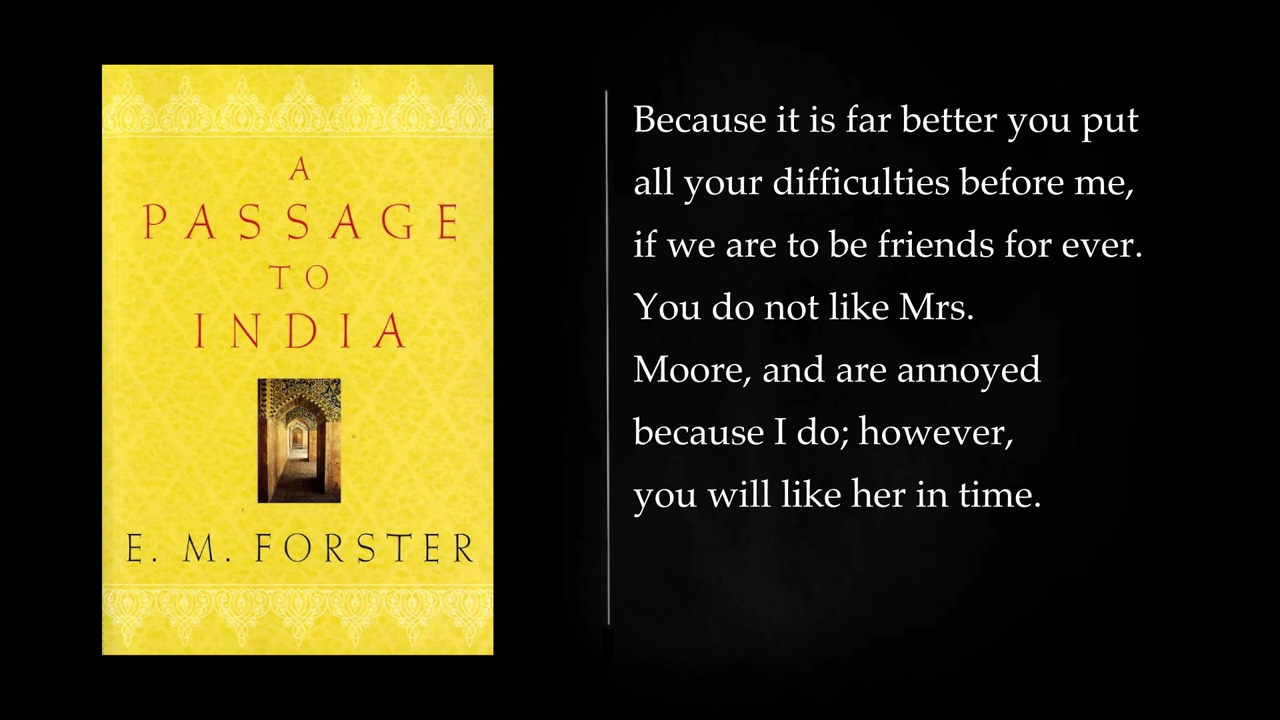 A
PASSAGE
TO
INDIA
E. M. FORSTER
Because it is far better you put
all your difficulties before me,
if we are to be friends for ever.
You do not like Mrs.
Moore, and are annoyed
because I do; however,
you will like her in time.